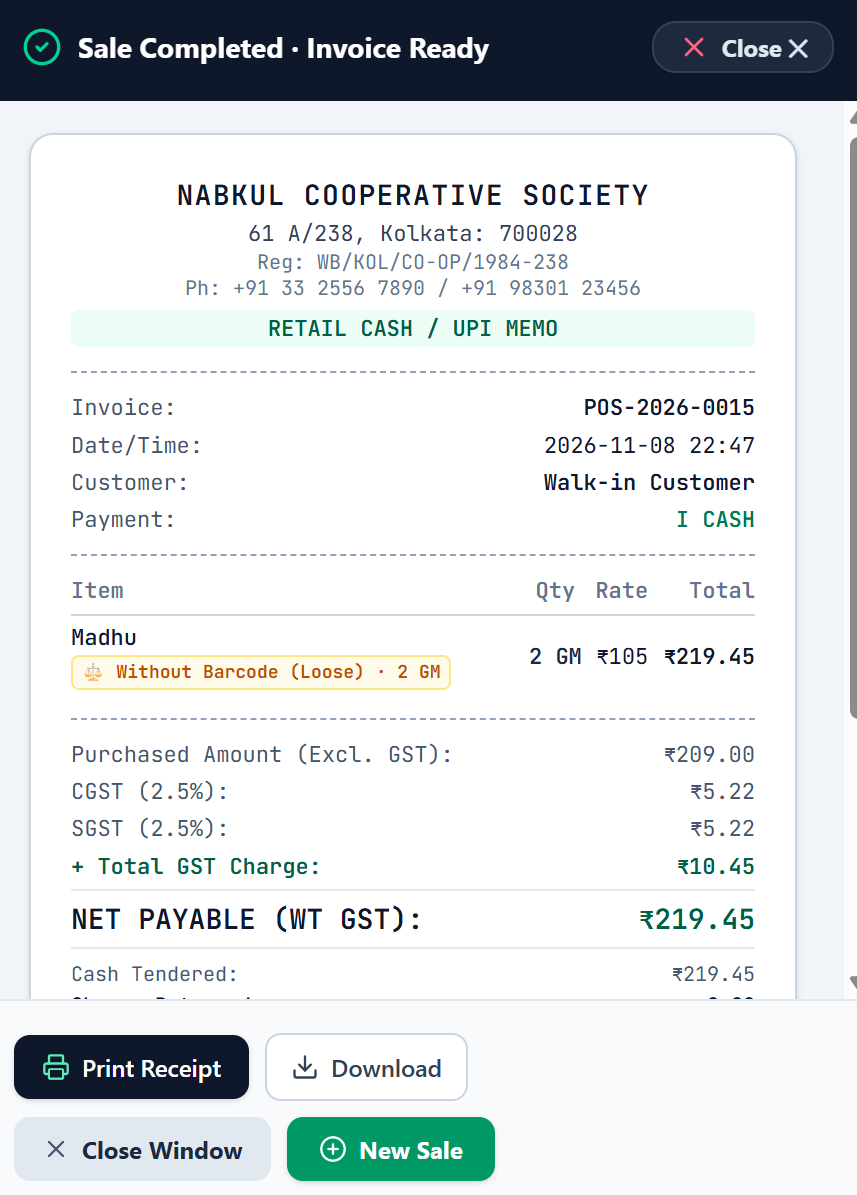 Sale Completed · Invoice Ready
Close
NABKUL COOPERATIVE SOCIETY
61 A/238, Kolkata: 700028
Reg: WB/KOL/CO-OP/1984-238
Ph: +91 33 2556 7890 / +91 98301 23456
RETAIL CASH / UPI MEMO
Invoice: POS-2026-0015
Date/Time: 2026-11-08 22:47
Customer: Walk-in Customer
Payment: I CASH
Item Qty Rate Total
Madhu
2 GM ₹105 ₹219.45
Without Barcode (Loose) · 2 GM
Purchased Amount (Excl. GST): ₹209.00
CGST (2.5%): ₹5.22
SGST (2.5%): ₹5.22
+ Total GST Charge: ₹10.45
NET PAYABLE (WT GST): ₹219.45
Cash Tendered: ₹219.45
Print Receipt
Download
Close Window
New Sale